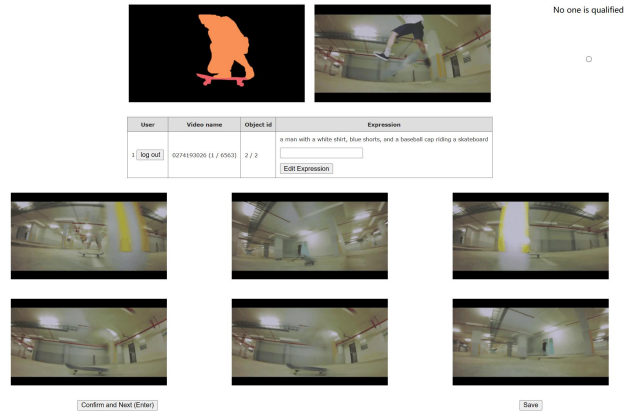 No one is qualified
User Video name Object id Expression
a man with a white shirt, blue shorts, and a baseball cap riding a skateboard
1 log out 0274193026 (1 / 6563) 2 / 2
Edit Expression
Confirm and Next (Enter) Save